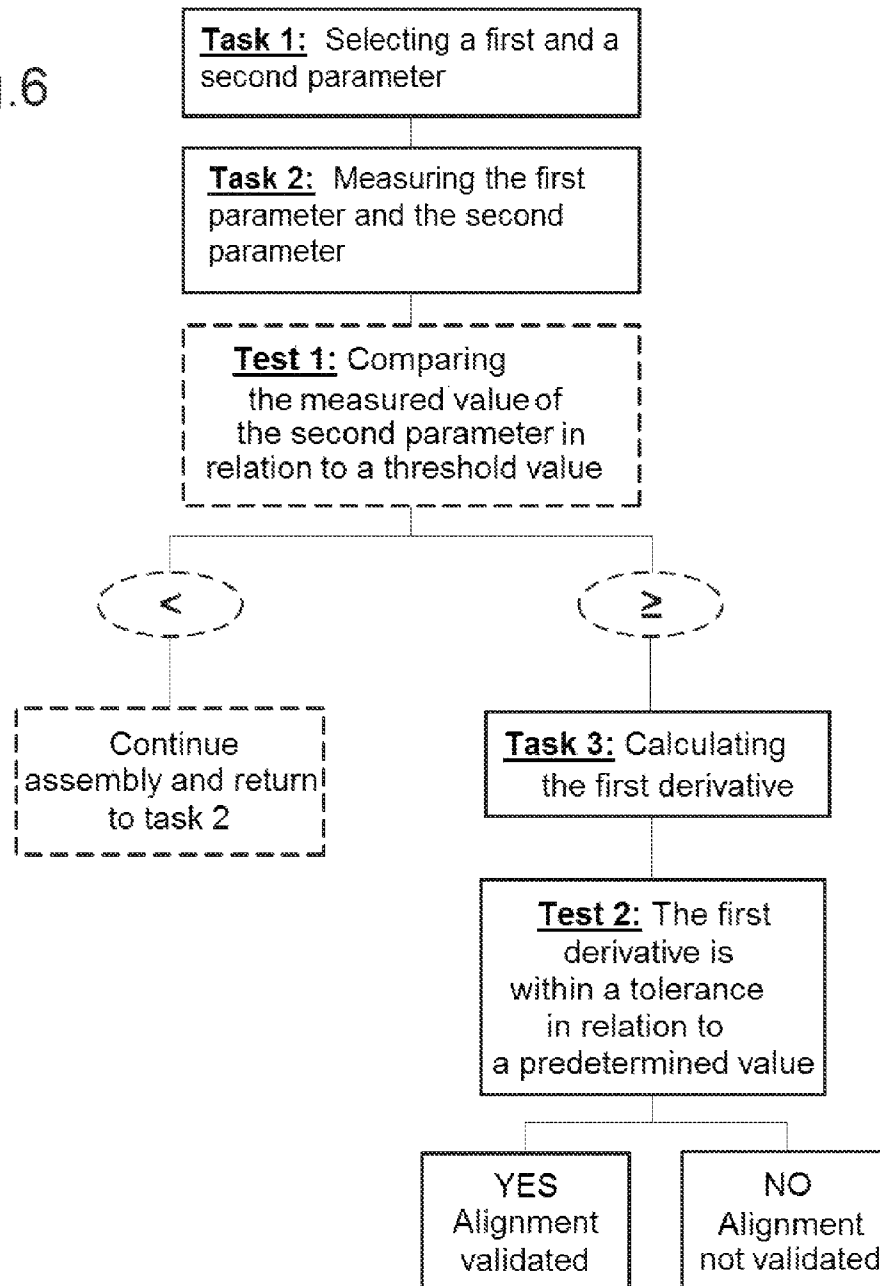 .6
Task 1: Selecting a first and a
second parameter
Task 2: Measuring the first
parameter and the second
parameter
Test 1: Comparing
the measured value of
the second parameter in
relation to a threshold value
<
≥
Continue
assembly and return
to task 2
Task 3: Calculating
the first derivative
Test 2: The first
derivative is
within a tolerance
in relation to
a predetermined value
YES
Alignment
validated
NO
Alignment
not validated